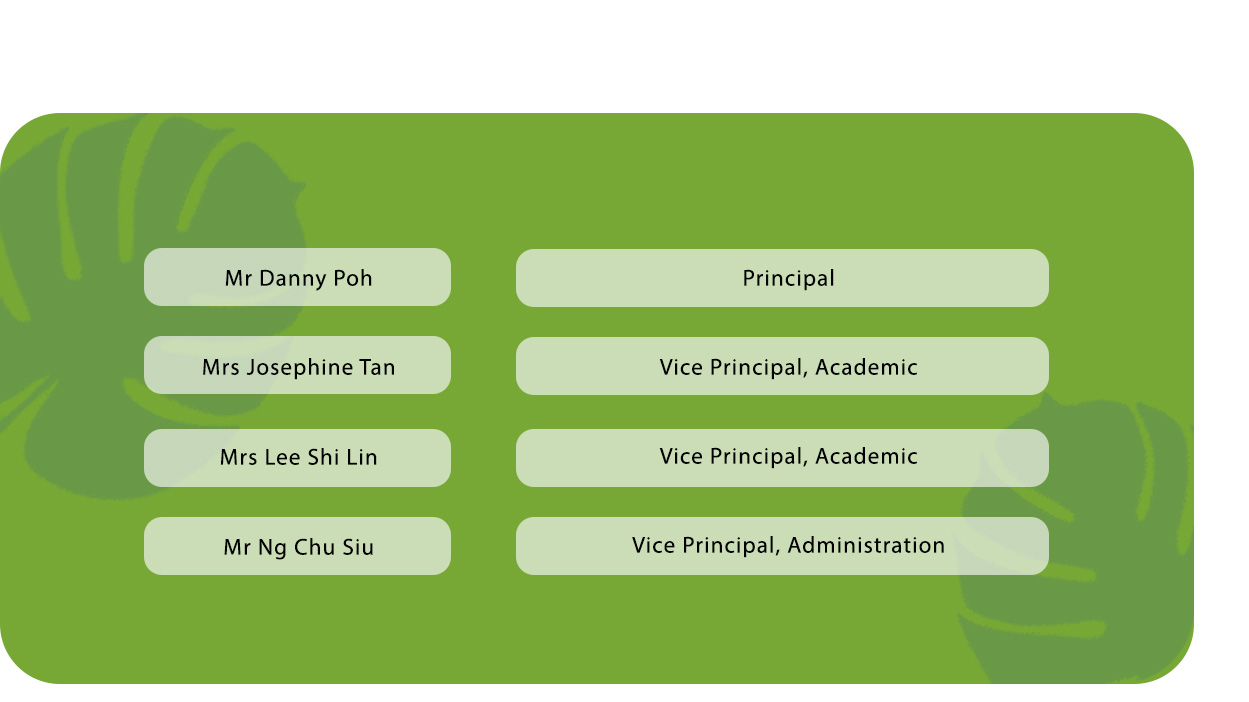 Mr Danny Poh
Principal
Mrs Josephine Tan
Vice Principal, Academic
Mrs Lee Shi Lin
Vice Principal, Academic
Mr Ng Chu Siu
Vice Principal, Administration